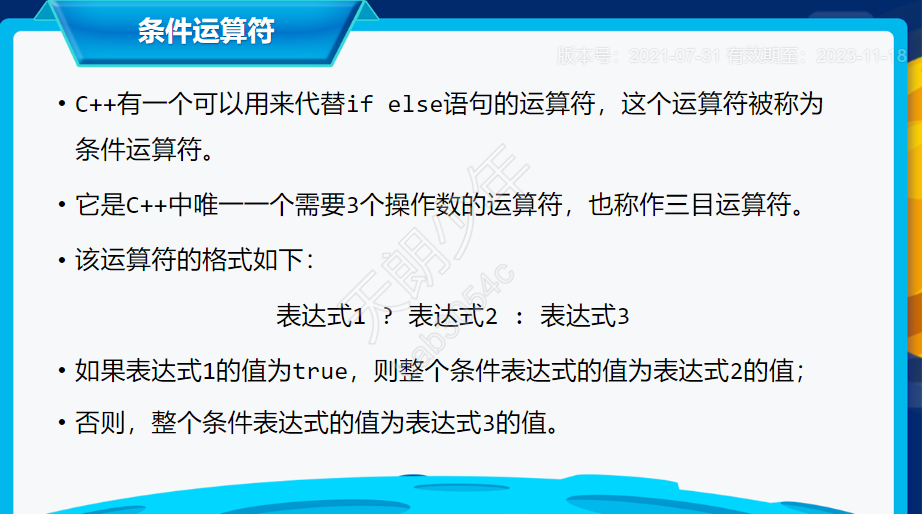 条件运算符
版本号：2021-07-31 有效期至：2023-11-18
• C++有一个可以用来代替if else语句的运算符，这个运算符被称为
条件运算符。
• 它是C++中唯一一个需要3个操作数的运算符，也称作三目运算符。
• 该运算符的格式如下：
表达式1 ? 表达式2 : 表达式3
• 如果表达式1的值为true，则整个条件表达式的值为表达式2的值；
• 否则，整个条件表达式的值为表达式3的值。
天朗少年